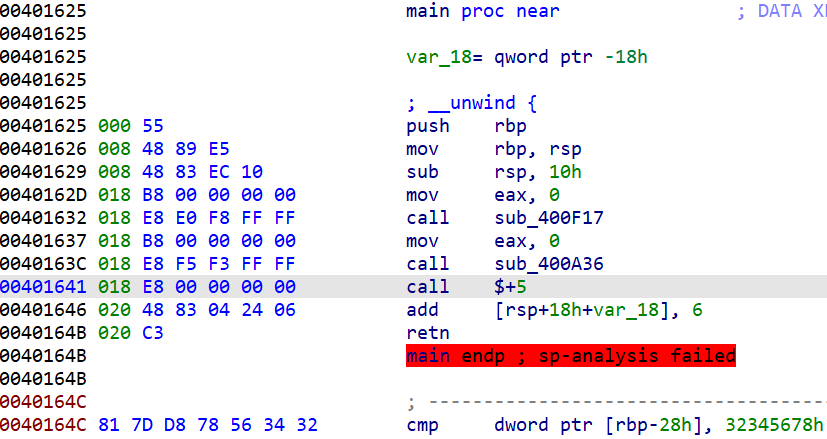 00401625 main proc near ; DATA
00401625
00401625 var_18= qword ptr -18h
00401625
00401625 ; __unwind {
00401625 000 55 push rbp
00401626 008 48 89 E5 mov rbp, rsp
00401629 008 48 83 EC 10 sub rsp, 10h
0040162D 018 B8 00 00 00 00 mov eax, 0
00401632 018 E8 E0 F8 FF FF call sub_400F17
00401637 018 B8 00 00 00 00 mov eax, 0
0040163C 018 E8 F5 F3 FF FF call sub_400A36
00401641 018 E8 00 00 00 00 call $+5
00401646 020 48 83 04 24 06 add [rsp+18h+var_18], 6
0040164B 020 C3 retn
0040164B main endp ; sp-analysis failed
0040164B
0040164C ; -----------------------------------
0040164C 81 7D D8 78 56 34 32 cmp dword ptr [rbp-28h], 32345678h